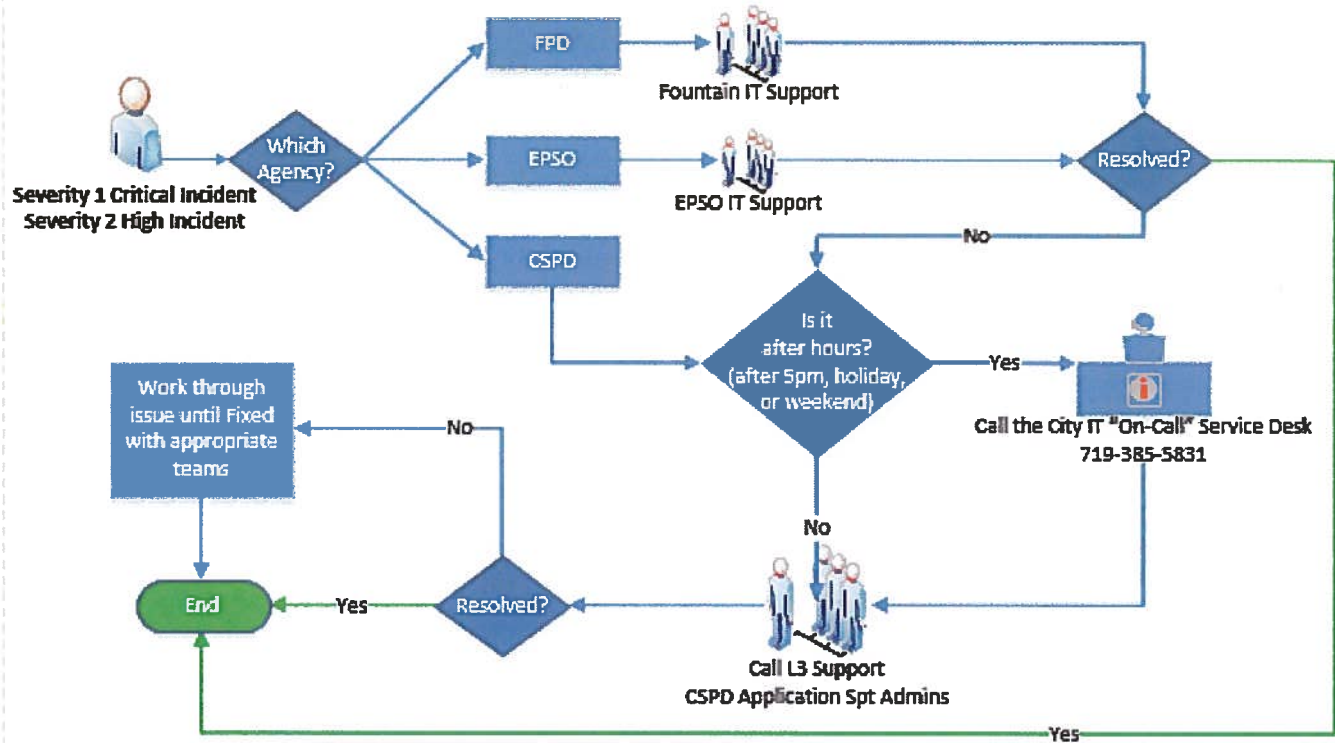 FPD
Fountain IT Support
Which
Agency?
EPSO
EPSO IT Support
Resolved?
Severity 1 Critical Incident
Severity 2 High Incident
CSPD
No
Is it
after hours?
(after 5pm, holiday,
or weekend)
Yes
Call the City IT "On-Call" Service Desk
719-385-5831
Work through
issue until Fixed
with appropriate
teams
No
No
End
Yes
Resolved?
Call L3 Support
CSPD Application Spt Admins
Yes